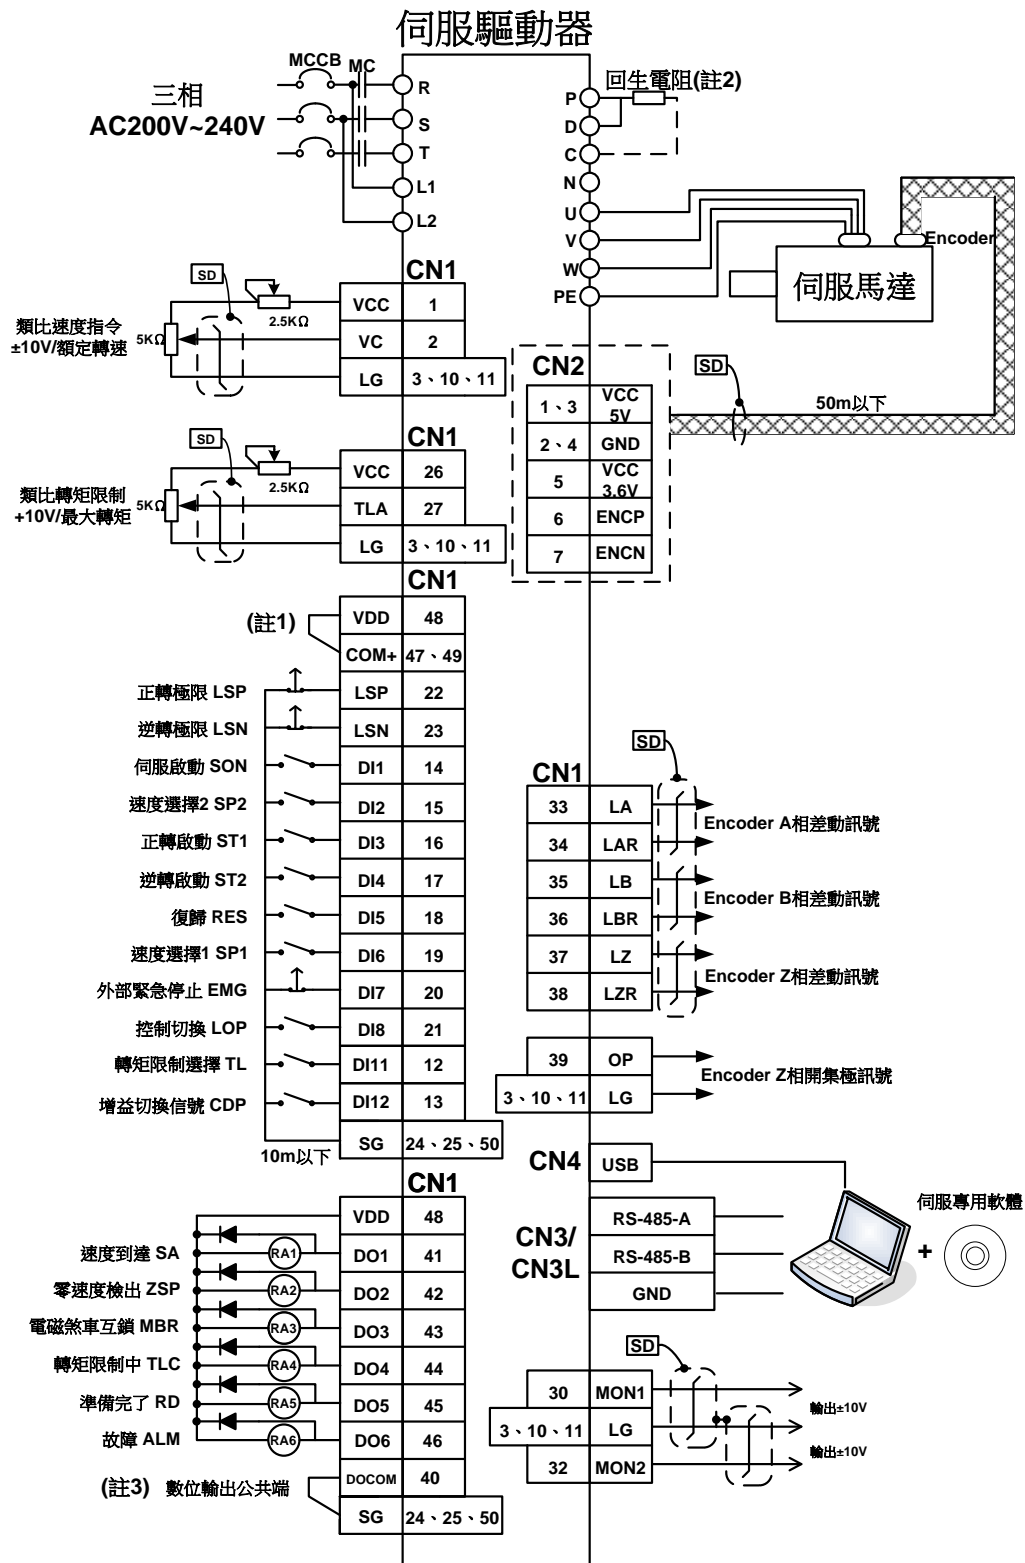 伺服驅動器
MCCB MC
三相
AC200V~240V
R
S
T
L1
L2
P
D
C
N
U
V
W
PE
回生電阻(註2)
Encoder
伺服馬達
SD
50m以下
CN1
SD
類比速度指令
±10V/額定轉速
5KΩ
2.5KΩ
VCC 1
VC 2
LG 3、10、11
CN1
SD
類比轉矩限制
+10V/最大轉矩
5KΩ
2.5KΩ
VCC 26
TLA 27
LG 3、10、11
CN2
1、3 VCC 5V
2、4 GND
5 VCC 3.6V
6 ENCP
7 ENCN
CN1
(註1)
VDD 48
COM+ 47、49
正轉極限 LSP LSP 22
逆轉極限 LSN LSN 23
伺服啟動 SON DI1 14
速度選擇2 SP2 DI2 15
正轉啟動 ST1 DI3 16
逆轉啟動 ST2 DI4 17
復歸 RES DI5 18
速度選擇1 SP1 DI6 19
外部緊急停止 EMG DI7 20
控制切換 LOP DI8 21
轉矩限制選擇 TL DI11 12
增益切換信號 CDP DI12 13
SG 24、25、50
10m以下
CN1
VDD 48
速度到達 SA RA1 DO1 41
零速度檢出 ZSP RA2 DO2 42
電磁煞車互鎖 MBR RA3 DO3 43
轉矩限制中 TLC RA4 DO4 44
準備完了 RD RA5 DO5 45
故障 ALM RA6 DO6 46
(註3) 數位輸出公共端 DOCOM 40
SG 24、25、50
SD
CN1
33 LA
34 LAR
Encoder A相差動訊號
35 LB
36 LBR
Encoder B相差動訊號
37 LZ
38 LZR
Encoder Z相差動訊號
39 OP
3、10、11 LG
Encoder Z相開集極訊號
CN4 USB
CN3/
CN3L
RS-485-A
RS-485-B
GND
伺服專用軟體
+
SD
30 MON1
輸出±10V
3、10、11 LG
輸出±10V
32 MON2